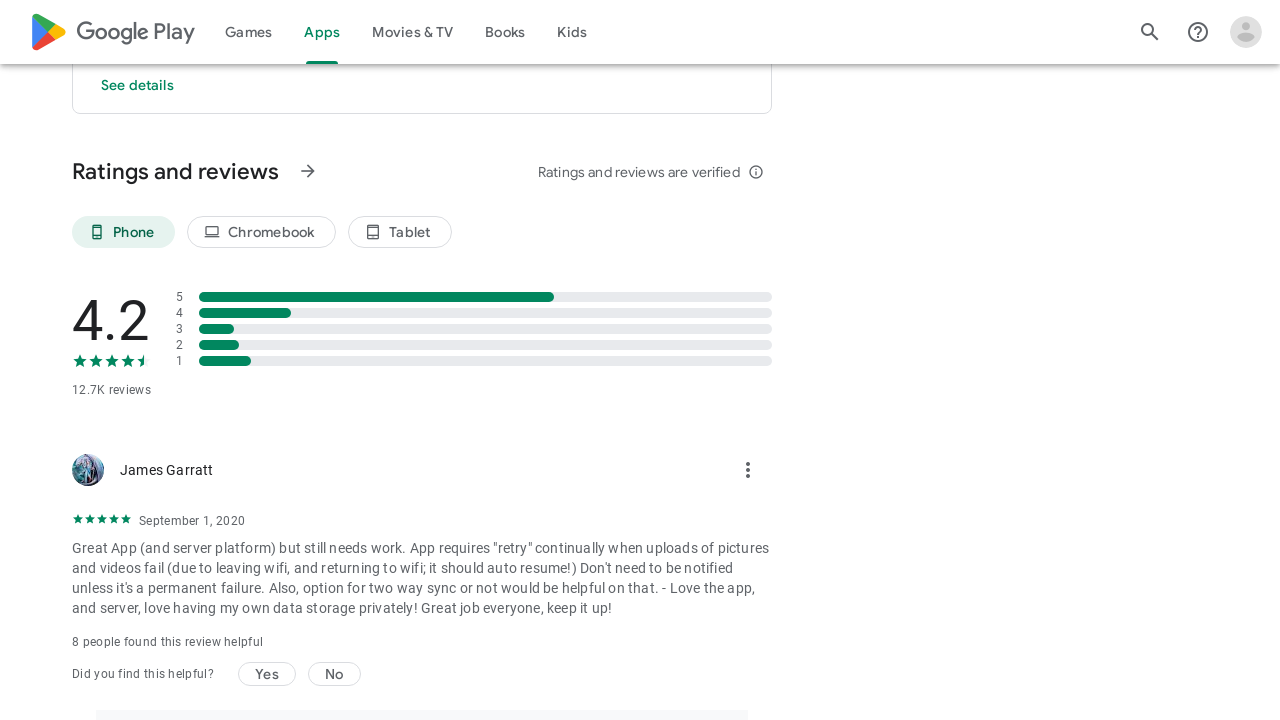 Google Play
Games
Apps
Movies & TV
Books
Kids
See details
Ratings and reviews
Ratings and reviews are verified
Phone
Chromebook
Tablet
4.2
12.7K reviews
5
4
3
2
1
James Garratt
September 1, 2020
Great App (and server platform) but still needs work. App requires "retry" continually when uploads of pictures
and videos fail (due to leaving wifi, and returning to wifi; it should auto resume!) Don't need to be notified
unless it's a permanent failure. Also, option for two way sync or not would be helpful on that. - Love the app,
and server, love having my own data storage privately! Great job everyone, keep it up!
8 people found this review helpful
Did you find this helpful?
Yes
No